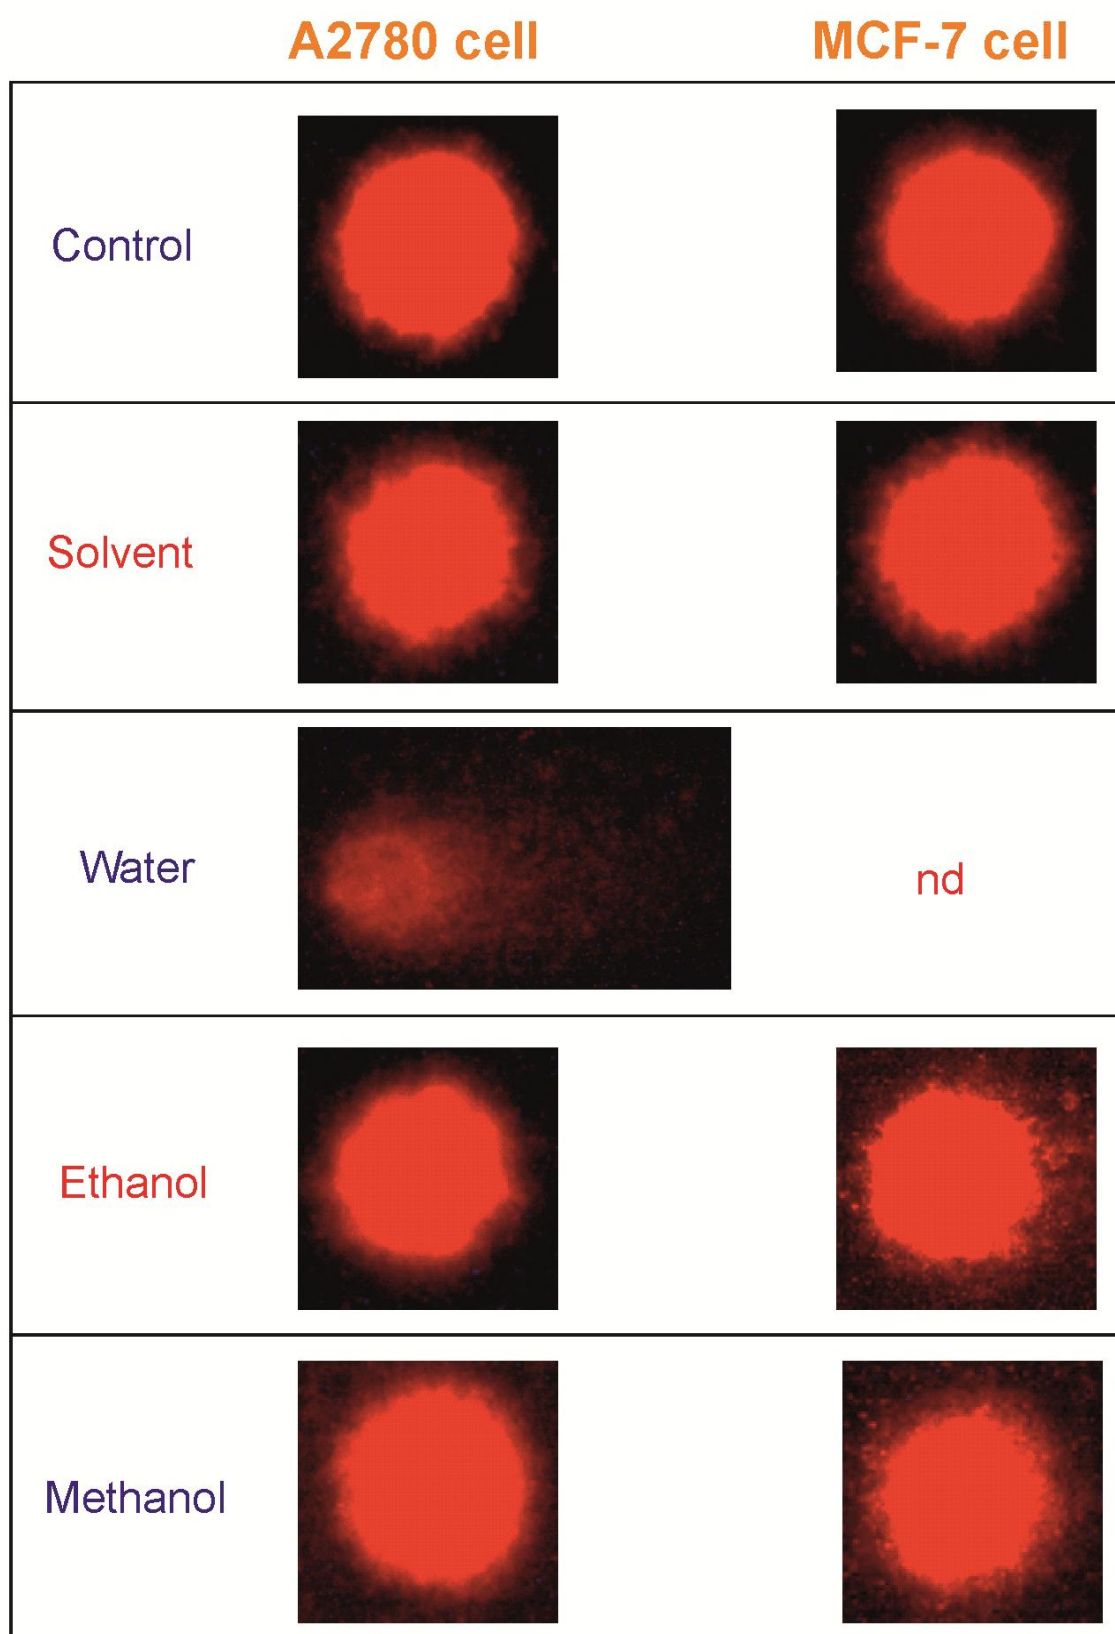 A2780 cell MCF-7 cell
Control
Solvent
Water nd
Ethanol
Methanol